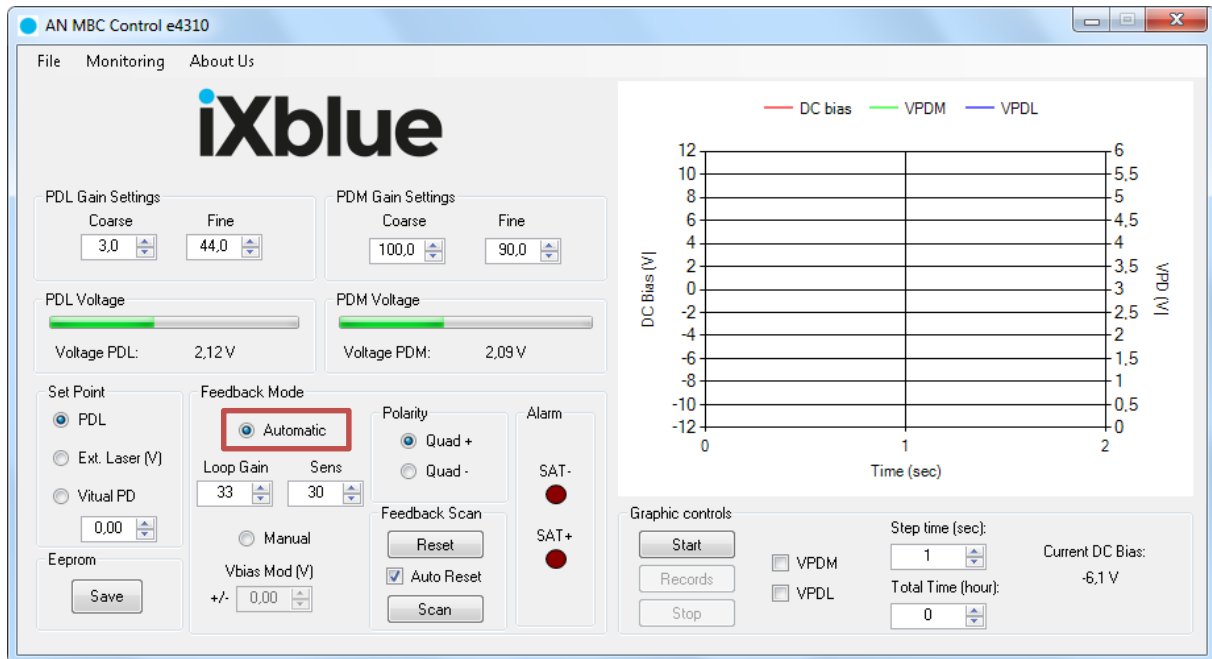 AN MBC Control e4310
File Monitoring About Us
iXblue
PDL Gain Settings
Coarse Fine
3,0 44,0
PDM Gain Settings
Coarse Fine
100,0 90,0
PDL Voltage
Voltage PDL: 2,12 V
PDM Voltage
Voltage PDM: 2,09 V
Set Point
PDL
Ext. Laser (V)
Vitual PD
0,00
Eeprom
Save
Feedback Mode
Automatic
Loop Gain Sens
33 30
Manual
Vbias Mod (V)
+/- 0,00
Polarity
Quad +
Quad -
Feedback Scan
Reset
Auto Reset
Scan
Alarm
SAT-
SAT+
DC bias VPDM VPDL
12
10
8
6
4
2
0
-2
-4
-6
-8
-10
-12
DC Bias (V)
6
5,5
5
4,5
4
3,5
3
2,5
2
1,5
1
0,5
0
VPD (V)
0 1 2
Time (sec)
Graphic controls
Start
Records
Stop
VPDM
VPDL
Step time (sec):
1
Total Time (hour):
0
Current DC Bias:
-6,1 V